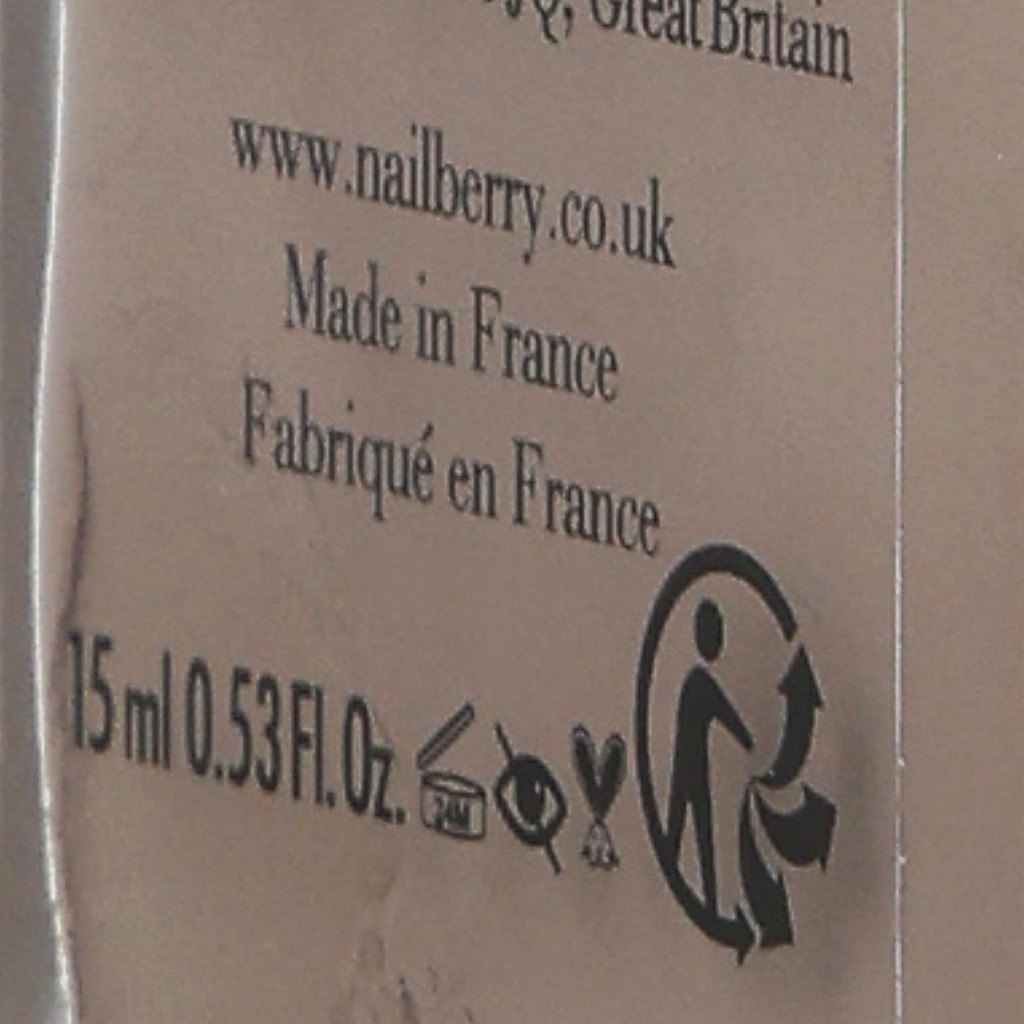 Great Britain
www.nailberry.co.uk
Made in France
Fabriqué en France
15 ml 0.53 Fl. Oz.
24M